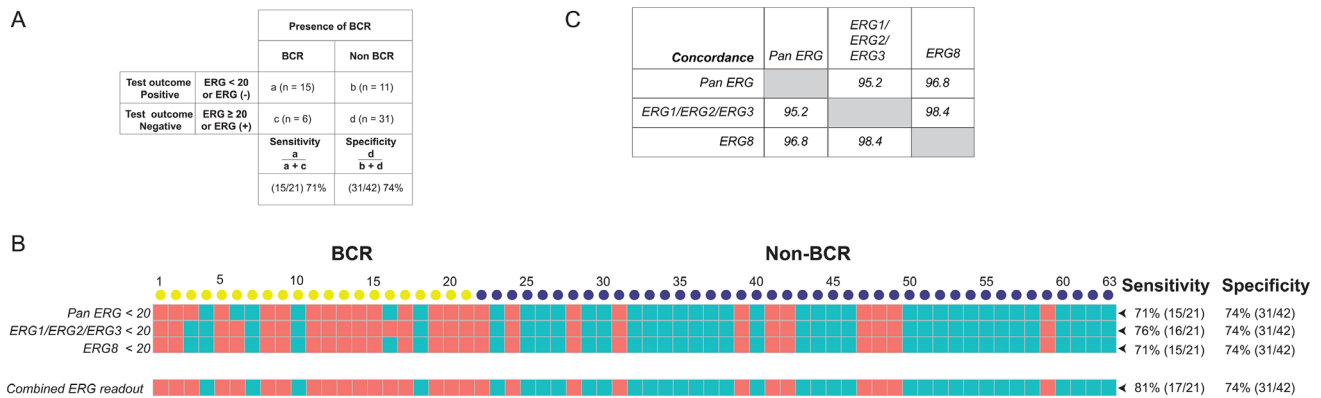 A
Presence of BCR
BCR Non BCR
Test outcome Positive ERG < 20 or ERG (-) a (n = 15) b (n = 11)
Test outcome Negative ERG ≥ 20 or ERG (+) c (n = 6) d (n = 31)
Sensitivity Specificity
a d
a + c b + d
(15/21) 71% (31/42) 74%
C
Concordance Pan ERG ERG1/ ERG2/ ERG3 ERG8
Pan ERG 95.2 96.8
ERG1/ERG2/ERG3 95.2 98.4
ERG8 96.8 98.4
B
BCR Non-BCR
1 5 10 15 20 25 30 35 40 45 50 55 60 63 Sensitivity Specificity
Pan ERG < 20 71% (15/21) 74% (31/42)
ERG1/ERG2/ERG3 < 20 76% (16/21) 74% (31/42)
ERG8 < 20 71% (15/21) 74% (31/42)
Combined ERG readout 81% (17/21) 74% (31/42)